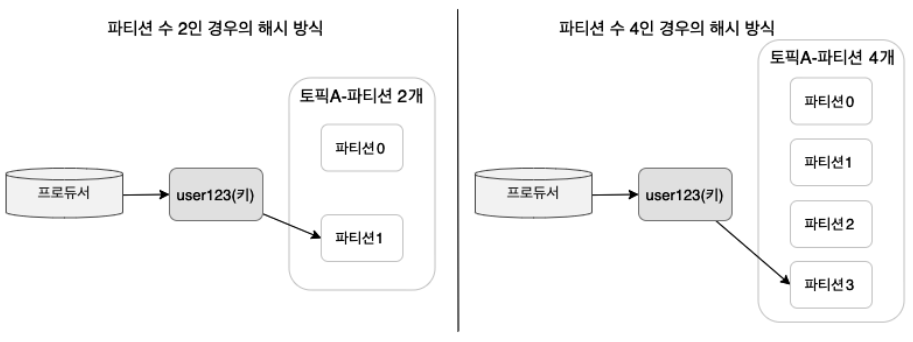 파티션 수 2인 경우의 해시 방식
토픽A-파티션 2개
파티션0
프로듀서
user123(키)
파티션1
파티션 수 4인 경우의 해시 방식
토픽A-파티션 4개
파티션0
파티션1
프로듀서
user123(키)
파티션2
파티션3